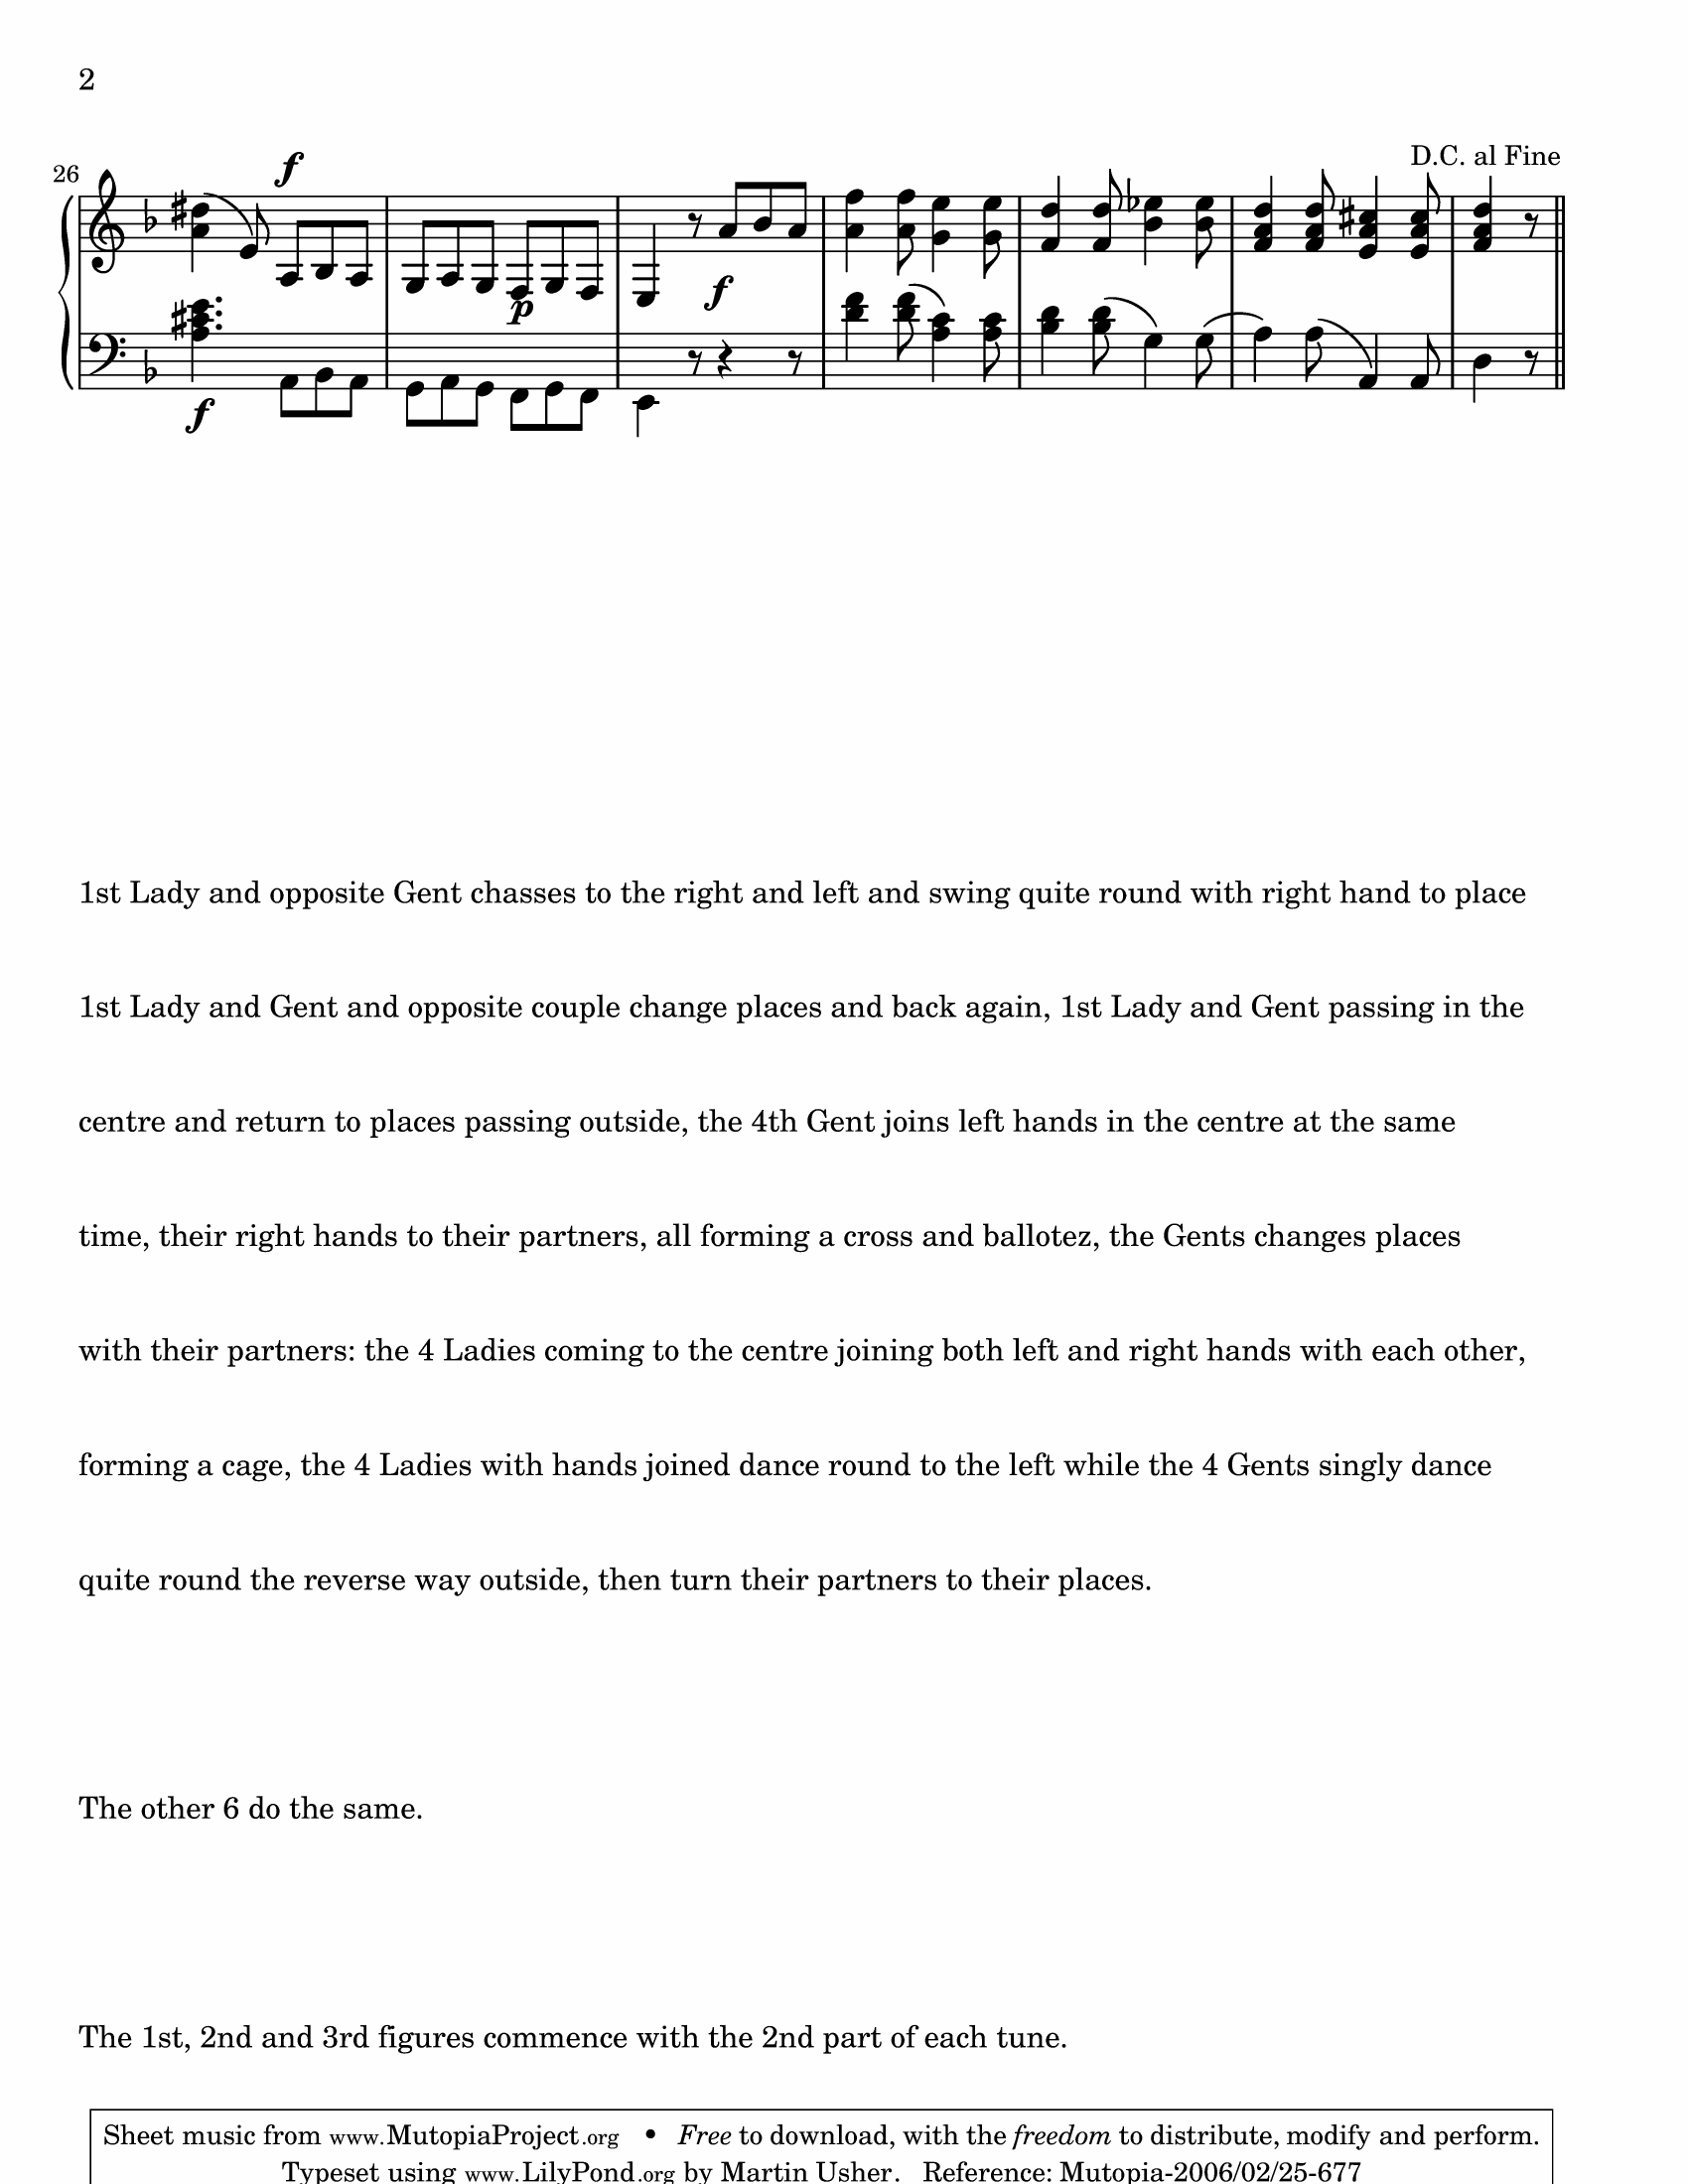 2
D.C. al Fine
26
f
p
f
f
1st Lady and opposite Gent chasses to the right and left and swing quite round with right hand to place
1st Lady and Gent and opposite couple change places and back again, 1st Lady and Gent passing in the
centre and return to places passing outside, the 4th Gent joins left hands in the centre at the same
time, their right hands to their partners, all forming a cross and ballotez, the Gents changes places
with their partners: the 4 Ladies coming to the centre joining both left and right hands with each other,
forming a cage, the 4 Ladies with hands joined dance round to the left while the 4 Gents singly dance
quite round the reverse way outside, then turn their partners to their places.
The other 6 do the same.
The 1st, 2nd and 3rd figures commence with the 2nd part of each tune.
Sheet music from www.MutopiaProject.org • Free to download, with the freedom to distribute, modify and perform.
Typeset using www.LilyPond.org by Martin Usher. Reference: Mutopia-2006/02/25-677